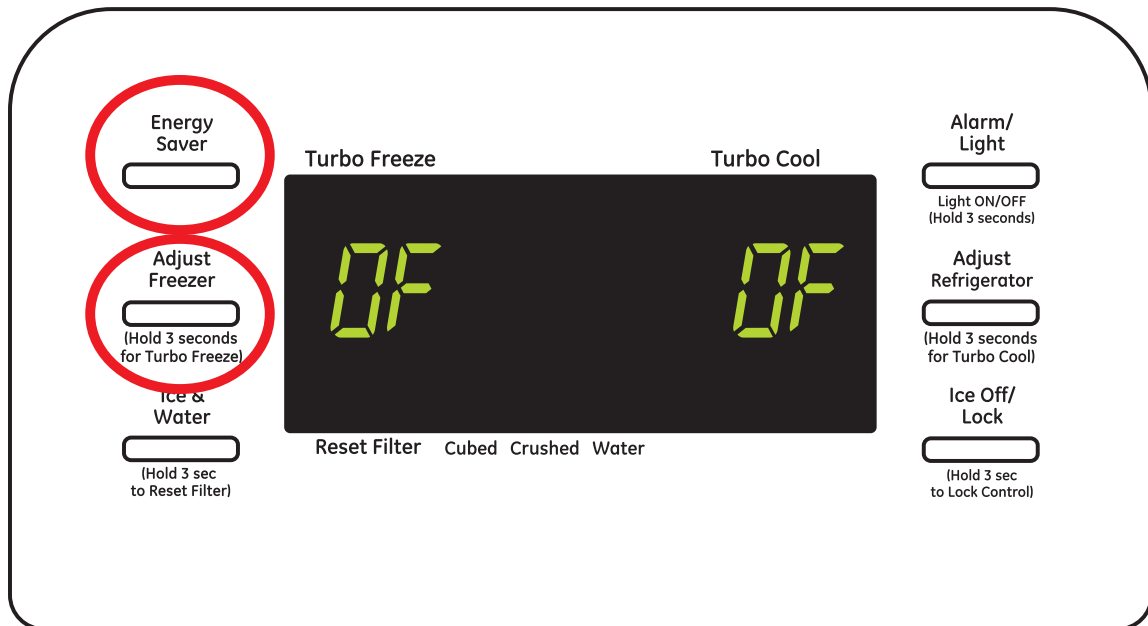 Energy
Saver
Turbo Freeze
Turbo Cool
Alarm/
Light
Light ON/OFF
(Hold 3 seconds)
Adjust
Freezer
(Hold 3 seconds
for Turbo Freeze)
0F
0F
Adjust
Refrigerator
(Hold 3 seconds
for Turbo Cool)
Ice &
Water
(Hold 3 sec
to Reset Filter)
Reset Filter Cubed Crushed Water
Ice Off/
Lock
(Hold 3 sec
to Lock Control)